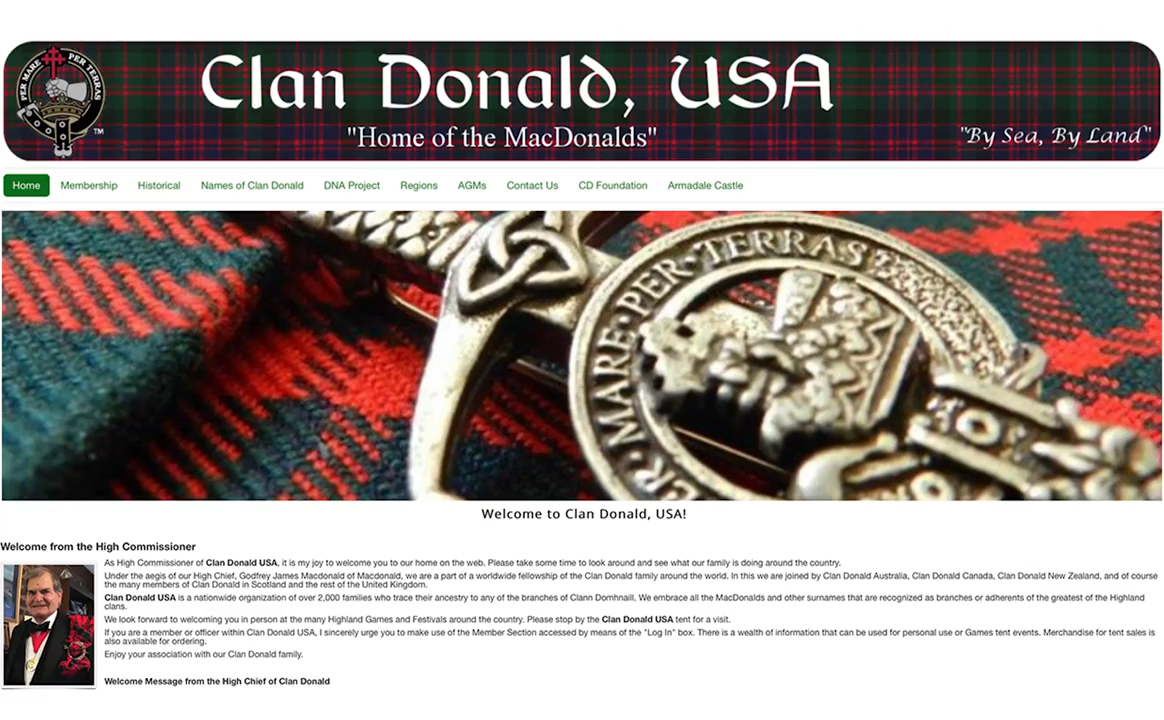 PER MARE PER TERRAS
TM
Clan Donald, USA
"Home of the MacDonalds"
"By Sea, By Land"
Home Membership Historical Names of Clan Donald DNA Project Regions AGMs Contact Us CD Foundation Armadale Castle
ER·MARE·PER·TERRAS
Welcome to Clan Donald, USA!
Welcome from the High Commissioner
As High Commissioner of Clan Donald USA, it is my joy to welcome you to our home on the web. Please take some time to look around and see what our family is doing around the country.
Under the aegis of our High Chief, Godfrey James Macdonald of Macdonald, we are a part of a worldwide fellowship of the Clan Donald family around the world. In this we are joined by Clan Donald Australia, Clan Donald Canada, Clan Donald New Zealand, and of course
the many members of Clan Donald in Scotland and the rest of the United Kingdom.
Clan Donald USA is a nationwide organization of over 2,000 families who trace their ancestry to any of the branches of Clann Domhnaill. We embrace all the MacDonalds and other surnames that are recognized as branches or adherents of the greatest of the Highland
clans.
We look forward to welcoming you in person at the many Highland Games and Festivals around the country. Please stop by the Clan Donald USA tent for a visit.
If you are a member or officer within Clan Donald USA, I sincerely urge you to make use of the Member Section accessed by means of the "Log In" box. There is a wealth of information that can be used for personal use or Games tent events. Merchandise for tent sales is
also available for ordering.
Enjoy your association with our Clan Donald family.
Welcome Message from the High Chief of Clan Donald